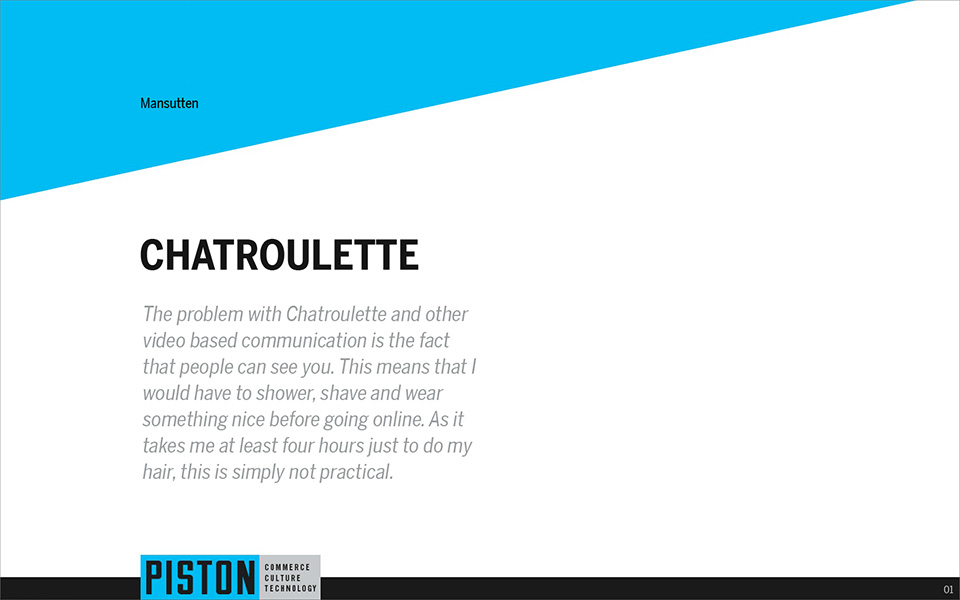 Mansutten
CHATROULETTE
The problem with Chatroulette and other
video based communication is the fact
that people can see you. This means that I
would have to shower, shave and wear
something nice before going online. As it
takes me at least four hours just to do my
hair, this is simply not practical.
PISTON
COMMERCE
CULTURE
TECHNOLOGY
01